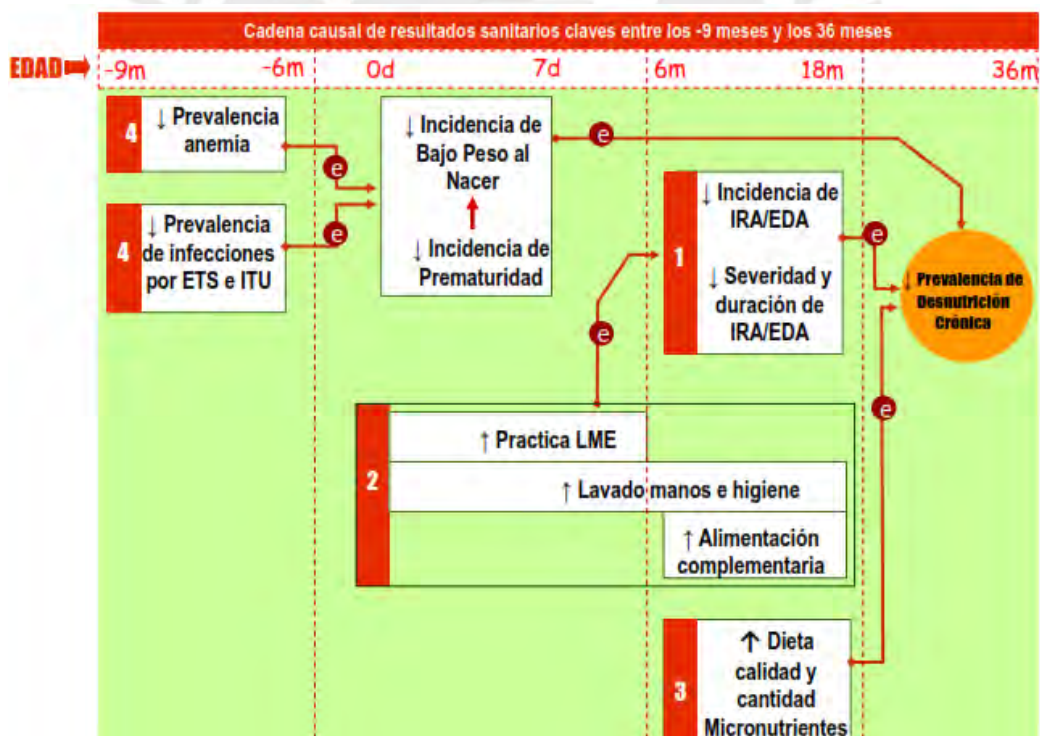 Cadena causal de resultados sanitarios claves entre los -9 meses y los 36 meses
EDAD
-9m -6m 0d 7d 6m 18m 36m
4
↓ Prevalencia
anemia
e
4
↓ Prevalencia
de infecciones
por ETS e ITU
e
↓ Incidencia de
Bajo Peso al
Nacer
↓ Incidencia de
Prematuridad
e
1
↓ Incidencia de
IRA/EDA
↓ Severidad y
duración de
IRA/EDA
e
e
↓ Prevalencia de
Desnutrición
Crónica
e
2
↑ Practica LME
↑ Lavado manos e higiene
↑ Alimentación
complementaria
3
↑ Dieta
calidad y
cantidad
Micronutrientes